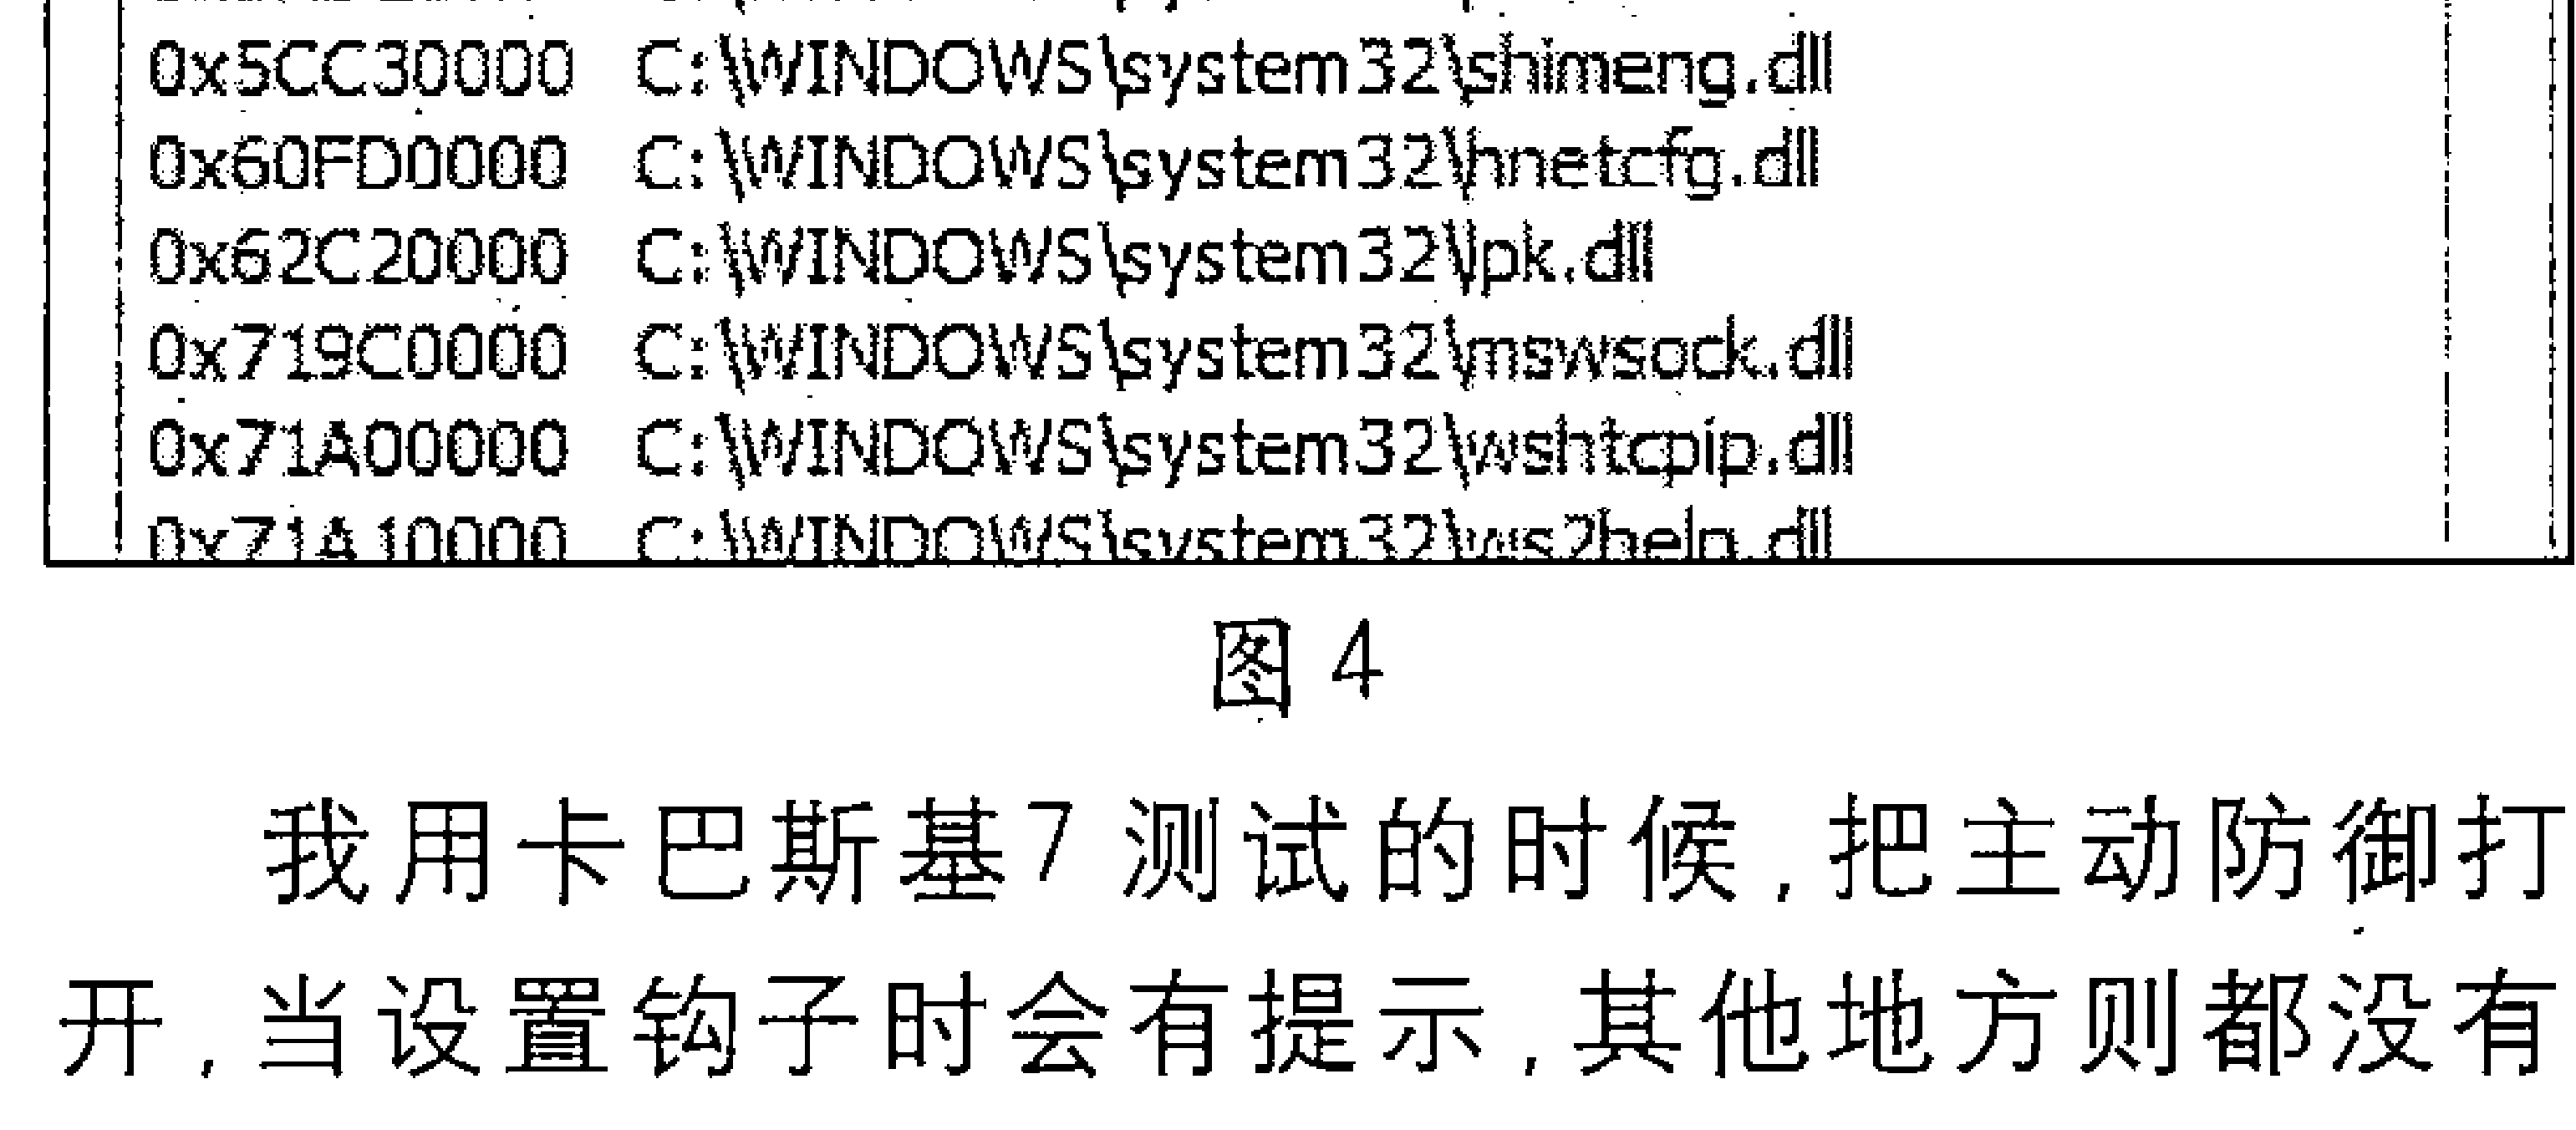 0x5CC30000 C:\WINDOWS\system32\shimeng.dll
0x60FD0000 C:\WINDOWS\system32\hnetcfg.dll
0x62C20000 C:\WINDOWS\system32\lpk.dll
0x719C0000 C:\WINDOWS\system32\mswsock.dll
0x71A00000 C:\WINDOWS\system32\wshtcpip.dll
0x71A10000 C:\WINDOWS\system32\ws2help.dll
图 4
我用卡巴斯基7 测试的时候,把主动防御打
开,当设置钩子时会有提示,其他地方则都没有